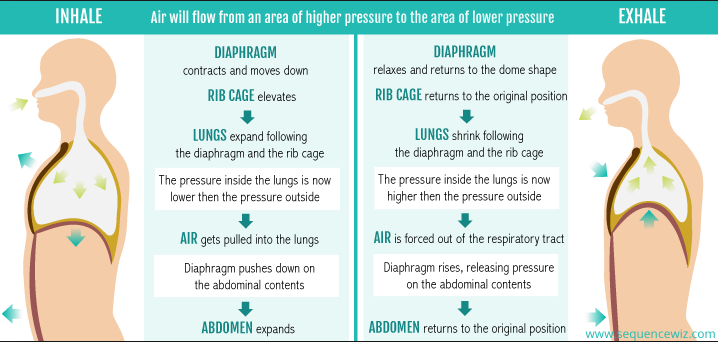 INHALE
Air will flow from an area of higher pressure to the area of lower pressure
EXHALE
DIAPHRAGM
contracts and moves down
RIB CAGE elevates
LUNGS expand following
the diaphragm and the rib cage
The pressure inside the lungs is now
lower then the pressure outside
AIR gets pulled into the lungs
Diaphragm pushes down on
the abdominal contents
ABDOMEN expands
DIAPHRAGM
relaxes and returns to the dome shape
RIB CAGE returns to the original position
LUNGS shrink following
the diaphragm and the rib cage
The pressure inside the lungs is now
higher then the pressure outside
AIR is forced out of the respiratory tract
Diaphragm rises, releasing pressure
on the abdominal contents
ABDOMEN returns to the original position
www.sequencewiz.com